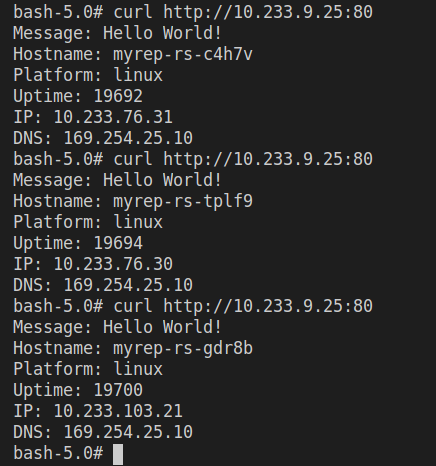 bash-5.0# curl http://10.233.9.25:80
Message: Hello World!
Hostname: myrep-rs-c4h7v
Platform: linux
Uptime: 19692
IP: 10.233.76.31
DNS: 169.254.25.10
bash-5.0# curl http://10.233.9.25:80
Message: Hello World!
Hostname: myrep-rs-tplf9
Platform: linux
Uptime: 19694
IP: 10.233.76.30
DNS: 169.254.25.10
bash-5.0# curl http://10.233.9.25:80
Message: Hello World!
Hostname: myrep-rs-gdr8b
Platform: linux
Uptime: 19700
IP: 10.233.103.21
DNS: 169.254.25.10
bash-5.0#